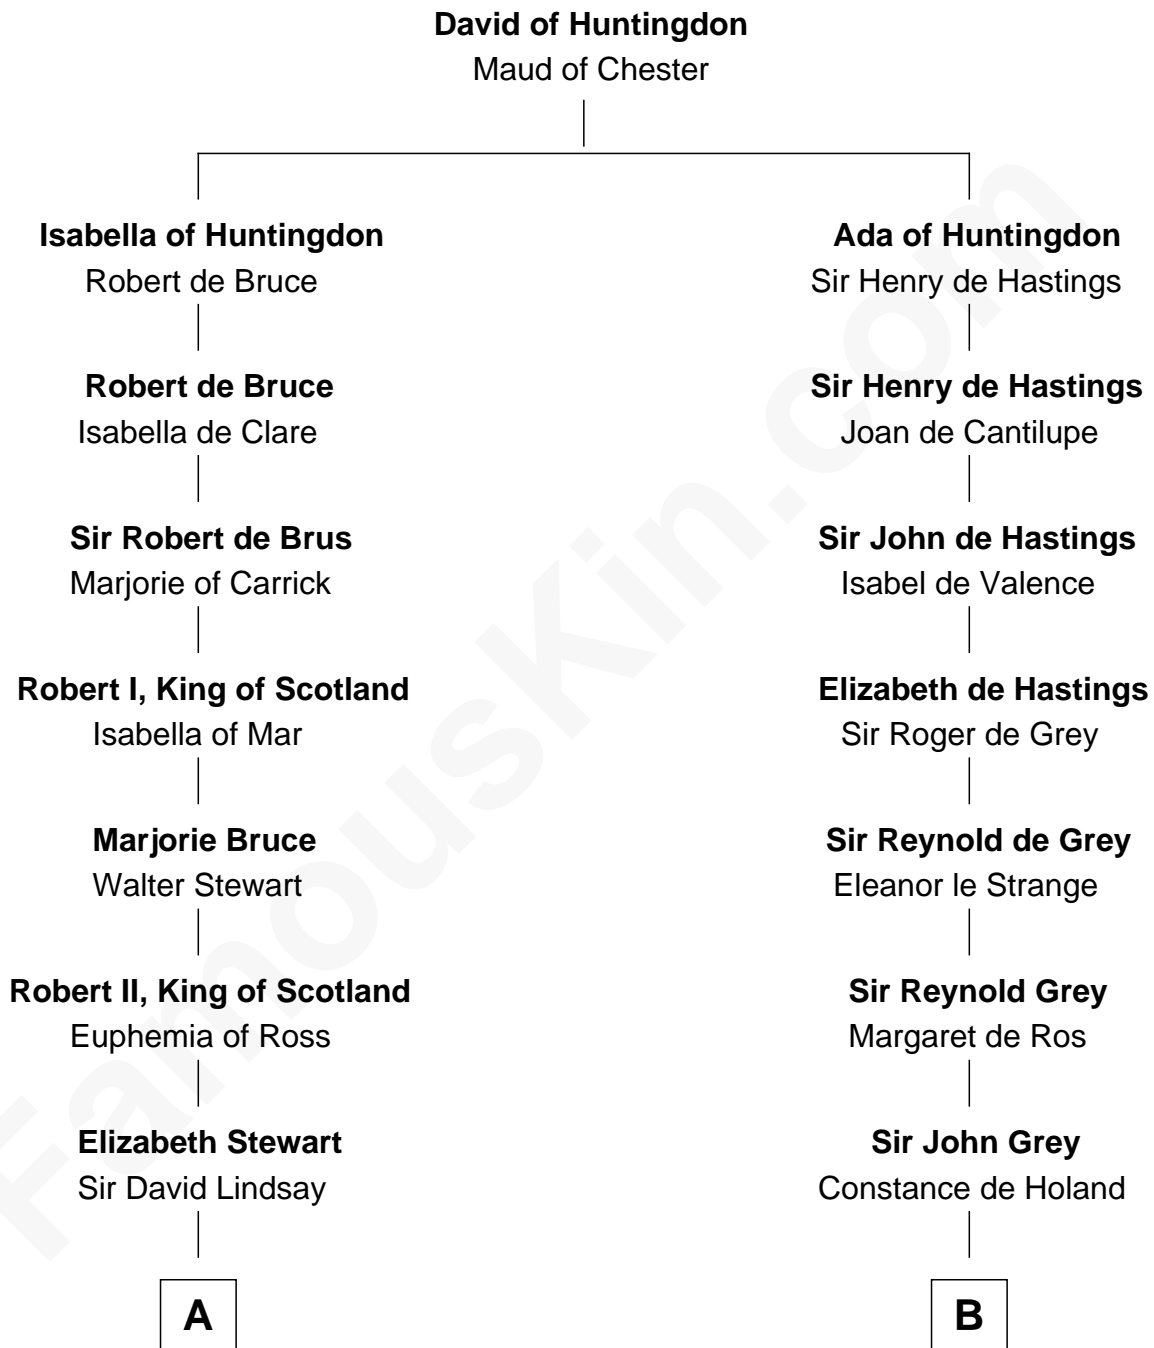 David of Huntingdon
Maud of Chester
Isabella of Huntingdon
Robert de Bruce
Robert de Bruce
Isabella de Clare
Sir Robert de Brus
Marjorie of Carrick
Robert I, King of Scotland
Isabella of Mar
Marjorie Bruce
Walter Stewart
Robert II, King of Scotland
Euphemia of Ross
Elizabeth Stewart
Sir David Lindsay
A
Ada of Huntingdon
Sir Henry de Hastings
Sir Henry de Hastings
Joan de Cantilupe
Sir John de Hastings
Isabel de Valence
Elizabeth de Hastings
Sir Roger de Grey
Sir Reynold de Grey
Eleanor le Strange
Sir Reynold Grey
Margaret de Ros
Sir John Grey
Constance de Holand
B
FamousKin.com